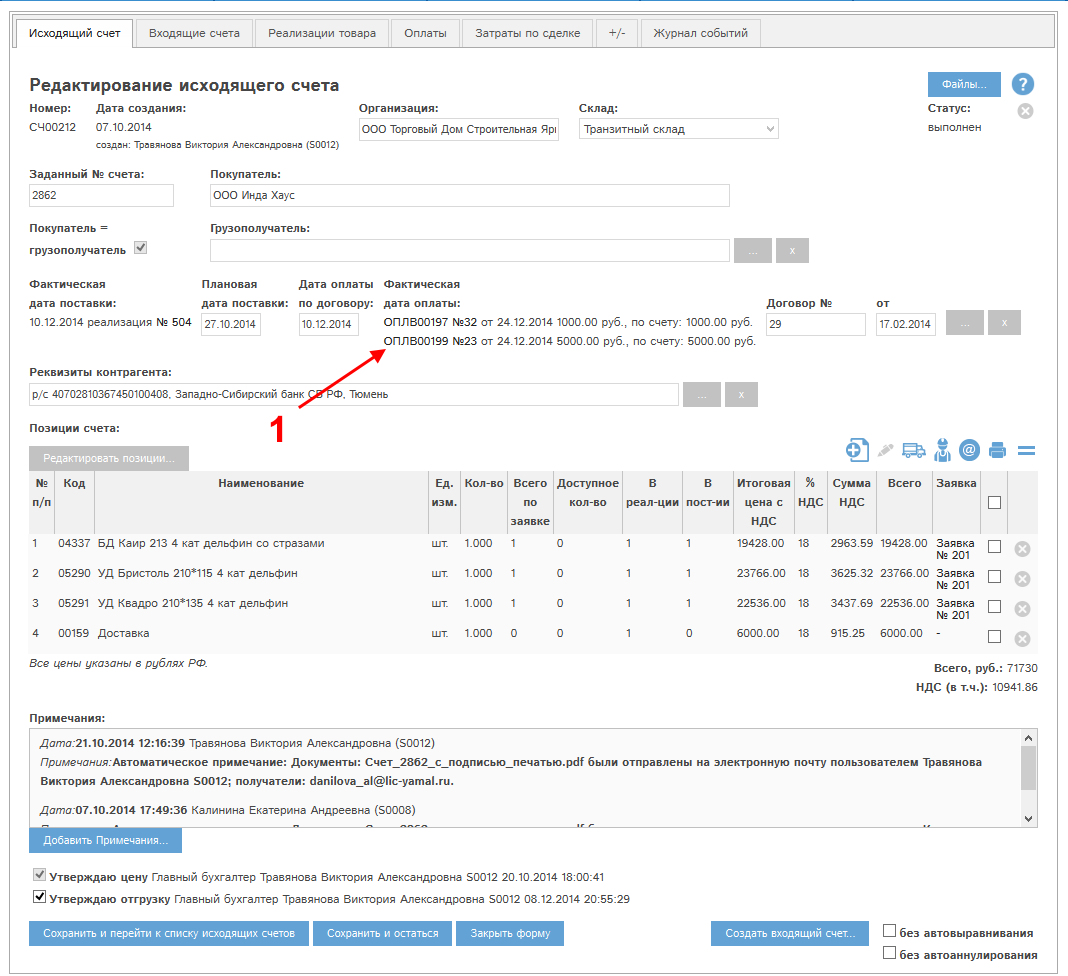 Исходящий счет Входящие счета Реализации товара Оплаты Затраты по сделке +/- Журнал событий
Редактирование исходящего счета Файлы... ?
Номер: Дата создания: Организация: Склад: Статус:
СЧ00212 07.10.2014 ООО Торговый Дом Строительная Яр Транзитный склад выполнен
создан: Травянова Виктория Александровна (S0012)
Заданный № счета: Покупатель:
2862 ООО Инда Хаус
Покупатель = Грузополучатель:
грузополучатель ... x
Фактическая Плановая Дата оплаты Фактическая
дата поставки: дата поставки: по договору: дата оплаты: Договор № от
10.12.2014 реализация № 504 27.10.2014 10.12.2014 ОПЛВ00197 №32 от 24.12.2014 1000.00 руб., по счету: 1000.00 руб. 29 17.02.2014 ... x
ОПЛВ00199 №23 от 24.12.2014 5000.00 руб., по счету: 5000.00 руб.
Реквизиты контрагента:
р/с 40702810367450100408, Западно-Сибирский банк СБ РФ, Тюмень ... x
1
Позиции счета:
Редактировать позиции... @
№ п/п Код Наименование Ед. изм. Кол-во Всего по заявке Доступное кол-во В реал-ции В пост-ии Итоговая цена с НДС % НДС Сумма НДС Всего Заявка
1 04337 БД Каир 213 4 кат дельфин со стразами шт. 1.000 1 0 1 1 19428.00 18 2963.59 19428.00 Заявка № 201
2 05290 УД Бристоль 210*115 4 кат дельфин шт. 1.000 1 0 1 1 23766.00 18 3625.32 23766.00 Заявка № 201
3 05291 УД Квадро 210*135 4 кат дельфин шт. 1.000 1 0 1 1 22536.00 18 3437.69 22536.00 Заявка № 201
4 00159 Доставка шт. 1.000 0 0 1 0 6000.00 18 915.25 6000.00 -
Все цены указаны в рублях РФ.
Всего, руб.: 71730
НДС (в т.ч.): 10941.86
Примечания:
Дата:21.10.2014 12:16:39 Травянова Виктория Александровна (S0012)
Примечания:Автоматическое примечание: Документы: Счет_2862_с_подписью_печатью.pdf были отправлены на электронную почту пользователем Травянова
Виктория Александровна S0012; получатели: danilova_al@lic-yamal.ru.
Дата:07.10.2014 17:49:36 Калинина Екатерина Андреевна (S0008)
Добавить Примечания...
Утверждаю цену Главный бухгалтер Травянова Виктория Александровна S0012 20.10.2014 18:00:41
Утверждаю отгрузку Главный бухгалтер Травянова Виктория Александровна S0012 08.12.2014 20:55:29
Сохранить и перейти к списку исходящих счетов Сохранить и остаться Закрыть форму Создать входящий счет... без автовыравнивания
без автоаннулирования